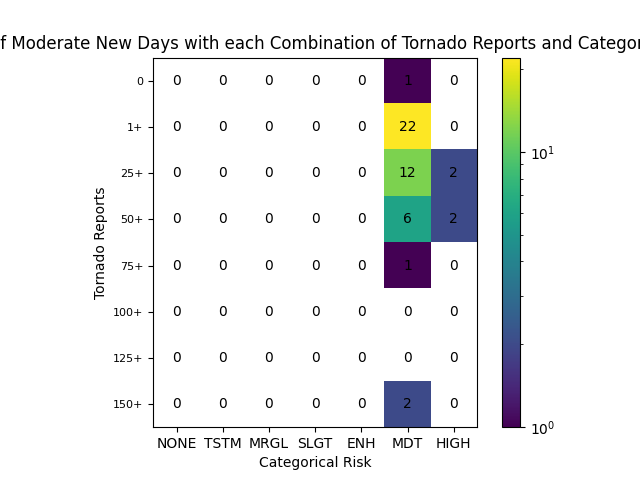 f Moderate New Days with each Combination of Tornado Reports and Categor
0 0 0 0 0 0 1 0
1+ 0 0 0 0 0 22 0
25+ 0 0 0 0 0 12 2
50+ 0 0 0 0 0 6 2
75+ 0 0 0 0 0 1 0
100+ 0 0 0 0 0 0 0
125+ 0 0 0 0 0 0 0
150+ 0 0 0 0 0 2 0
NONE TSTM MRGL SLGT ENH MDT HIGH
Categorical Risk
Tornado Reports
10¹
10⁰